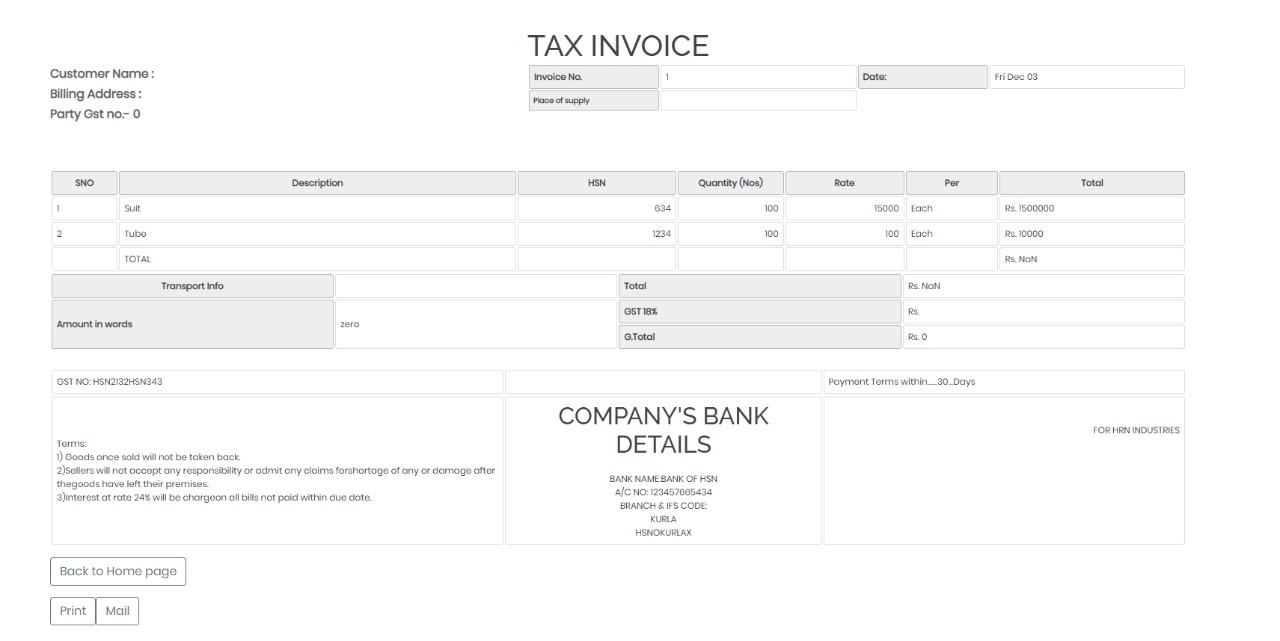 TAX INVOICE
Customer Name :
Billing Address :
Party Gst no.- 0
Invoice No. 1 Date: Fri Dec 03
Place of supply
SNO Description HSN Quantity (Nos) Rate Per Total
1 Suit 634 100 15000 Each Rs. 1500000
2 Tube 1234 100 100 Each Rs. 10000
TOTAL Rs. NaN
Transport Info Total Rs. NaN
Amount in words zero GST 18% Rs.
G.Total Rs. 0
GST NO: HSN2132HSN343 Payment Terms within.....30...Days
Terms:
1) Goods once sold will not be taken back.
2)Sellers will not accept any responsibility or admit any claims forshortage of any or damage after
thegoods have left their premises.
3)Interest at rate 24% will be chargeon all bills not paid within due date.
COMPANY'S BANK
DETAILS
BANK NAME:BANK OF HSN
A/C NO: 123457665434
BRANCH & IFS CODE:
KURLA
HSNOKURLAX
FOR HRN INDUSTRIES
Back to Home page
Print Mail